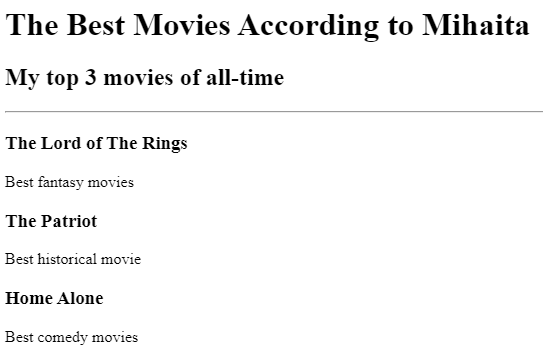 The Best Movies According to Mihaita
My top 3 movies of all-time
The Lord of The Rings
Best fantasy movies
The Patriot
Best historical movie
Home Alone
Best comedy movies